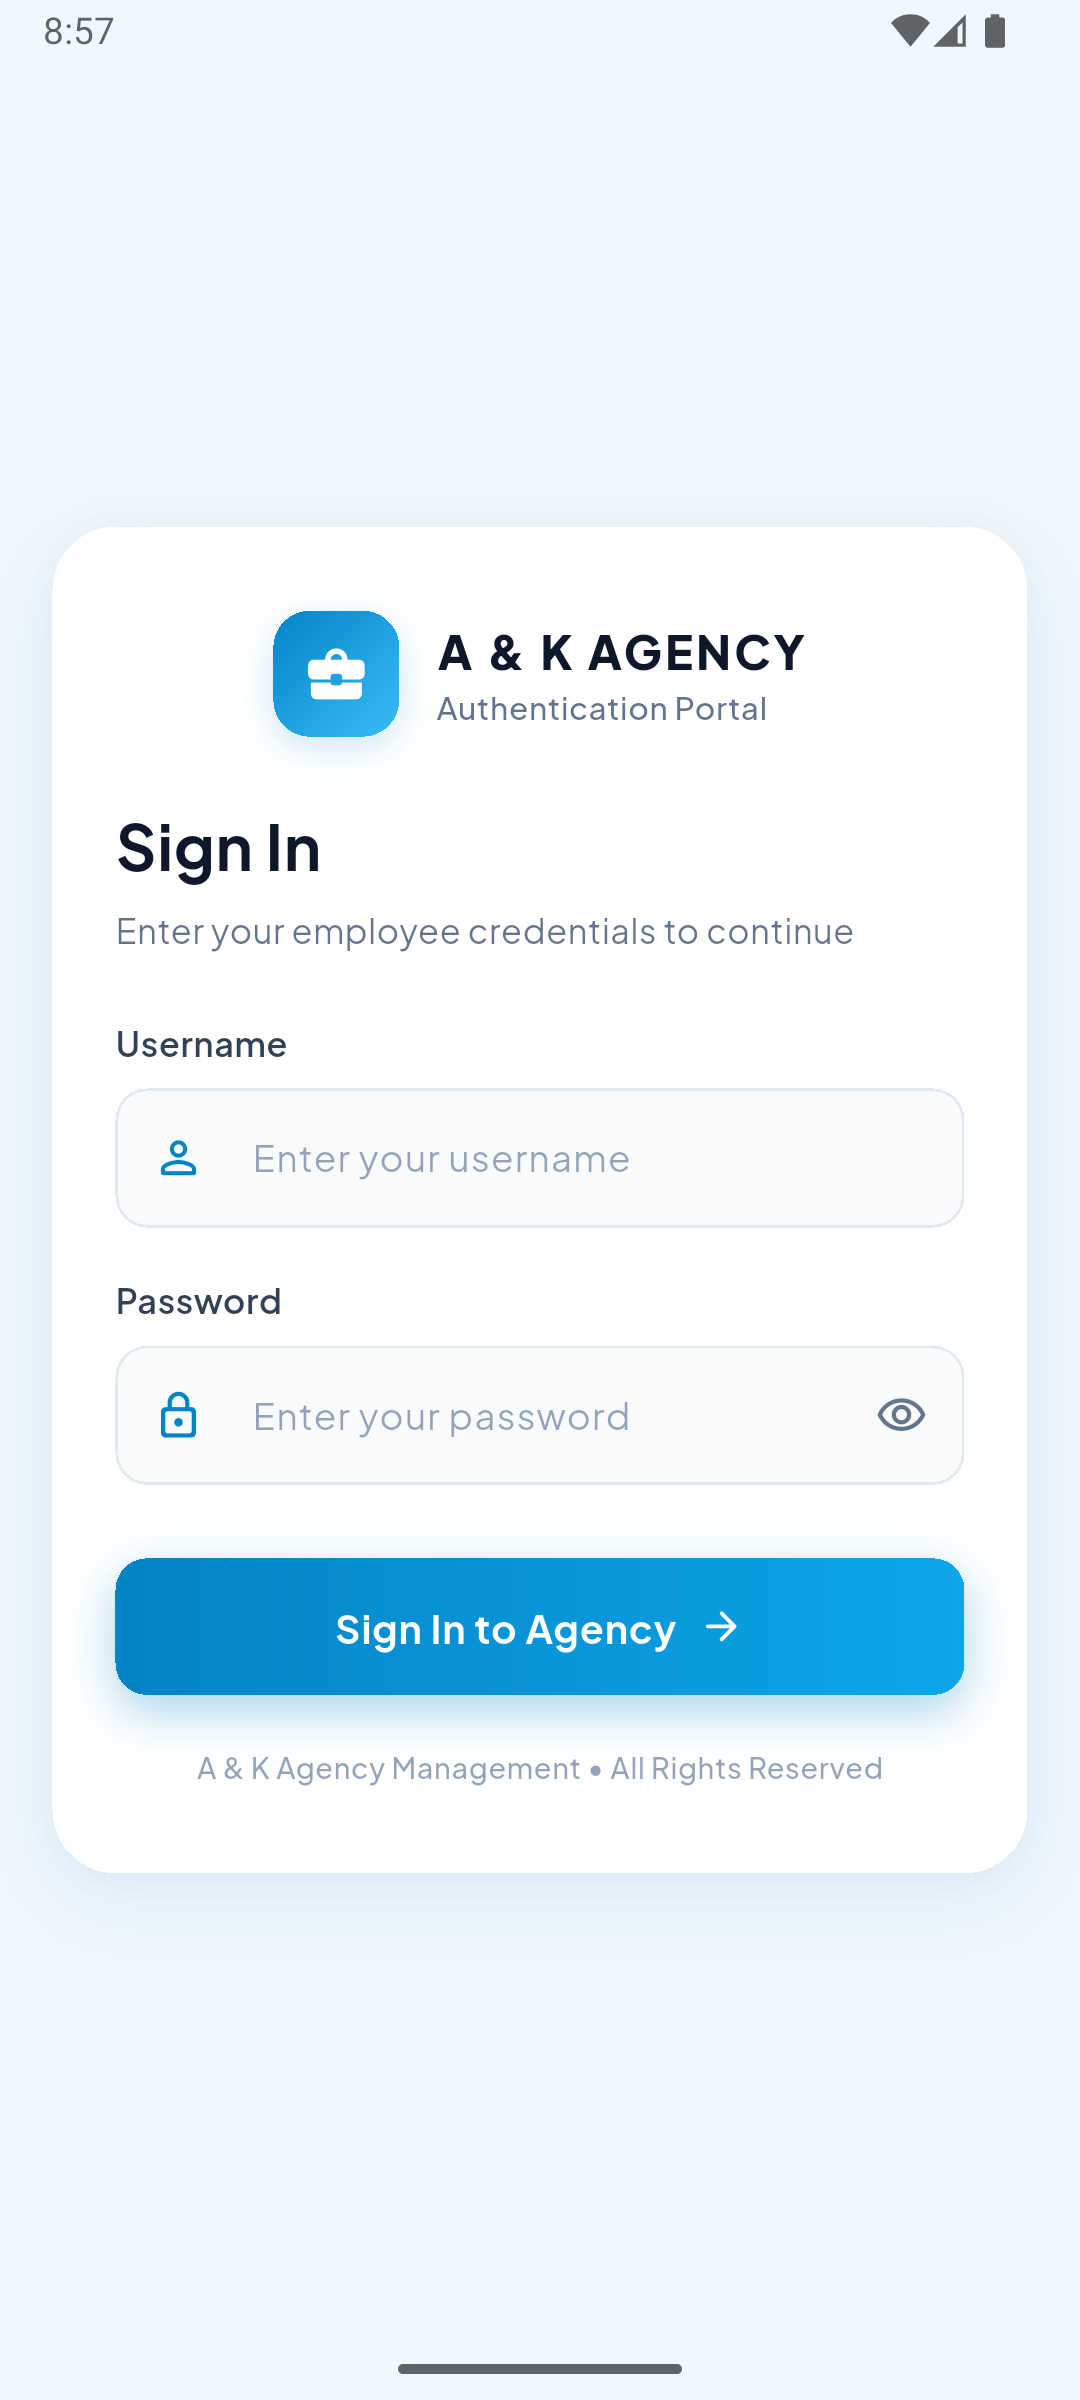 8:57
A & K AGENCY
Authentication Portal
Sign In
Enter your employee credentials to continue
Username
Enter your username
Password
Enter your password
Sign In to Agency
A & K Agency Management • All Rights Reserved